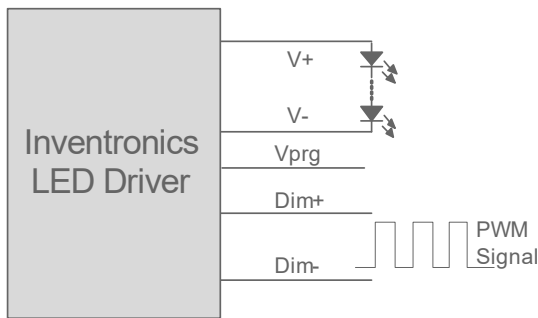 Inventronics
LED Driver
V+
V-
Vprg
Dim+
Dim-
PWM
Signal